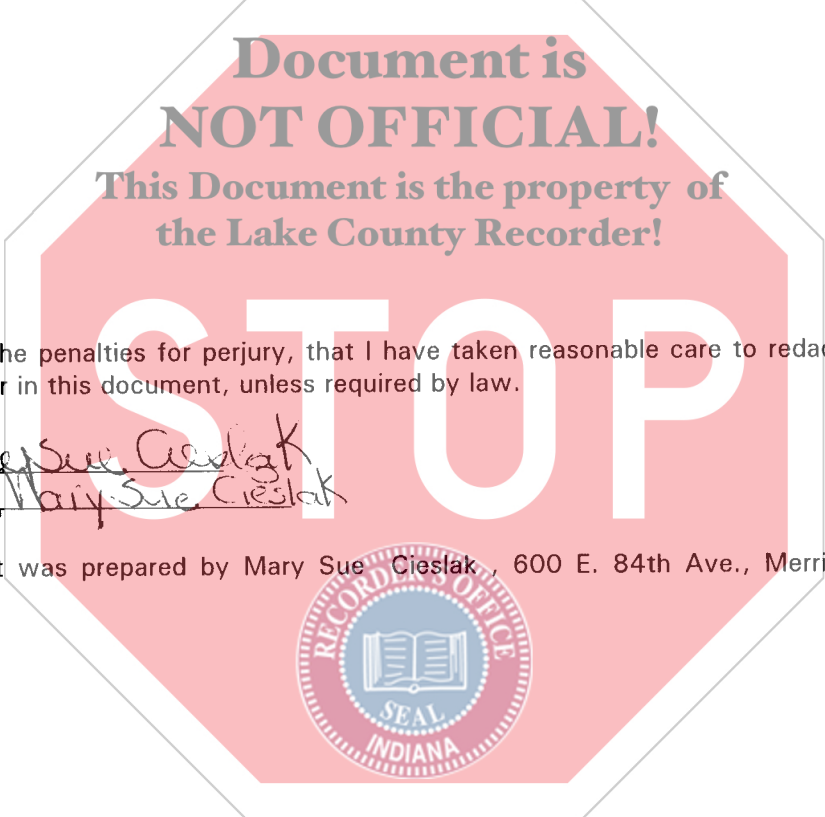 Document is
NOT OFFICIAL!
This Document is the property of
the Lake County Recorder!
STOP
he penalties for perjury, that I have taken reasonable care to redac
r in this document, unless required by law.
y Sue Cieslak
Mary Sue Cieslak
t was prepared by Mary Sue Cieslak , 600 E. 84th Ave., Merri
RECORDER'S OFFICE
SEAL
INDIANA